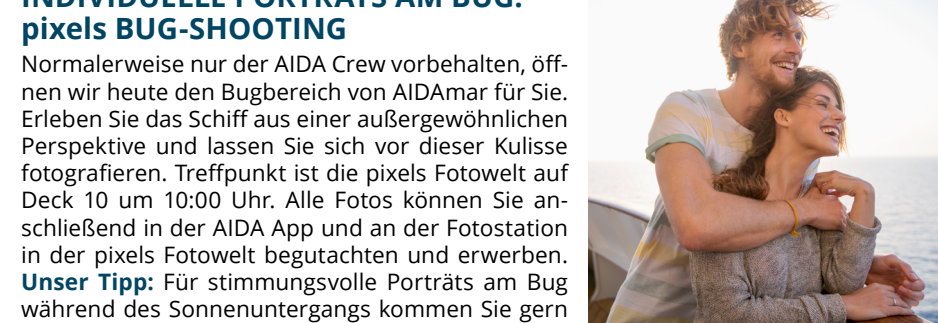 INDIVIDUELLE PORTRÄTS AM BUG:
pixels BUG-SHOOTING
Normalerweise nur der AIDA Crew vorbehalten, öff-
nen wir heute den Bugbereich von AIDAmar für Sie.
Erleben Sie das Schiff aus einer außergewöhnlichen
Perspektive und lassen Sie sich vor dieser Kulisse
fotografieren. Treffpunkt ist die pixels Fotowelt auf
Deck 10 um 10:00 Uhr. Alle Fotos können Sie an-
schließend in der AIDA App und an der Fotostation
in der pixels Fotowelt begutachten und erwerben.
Unser Tipp: Für stimmungsvolle Porträts am Bug
während des Sonnenuntergangs kommen Sie gern